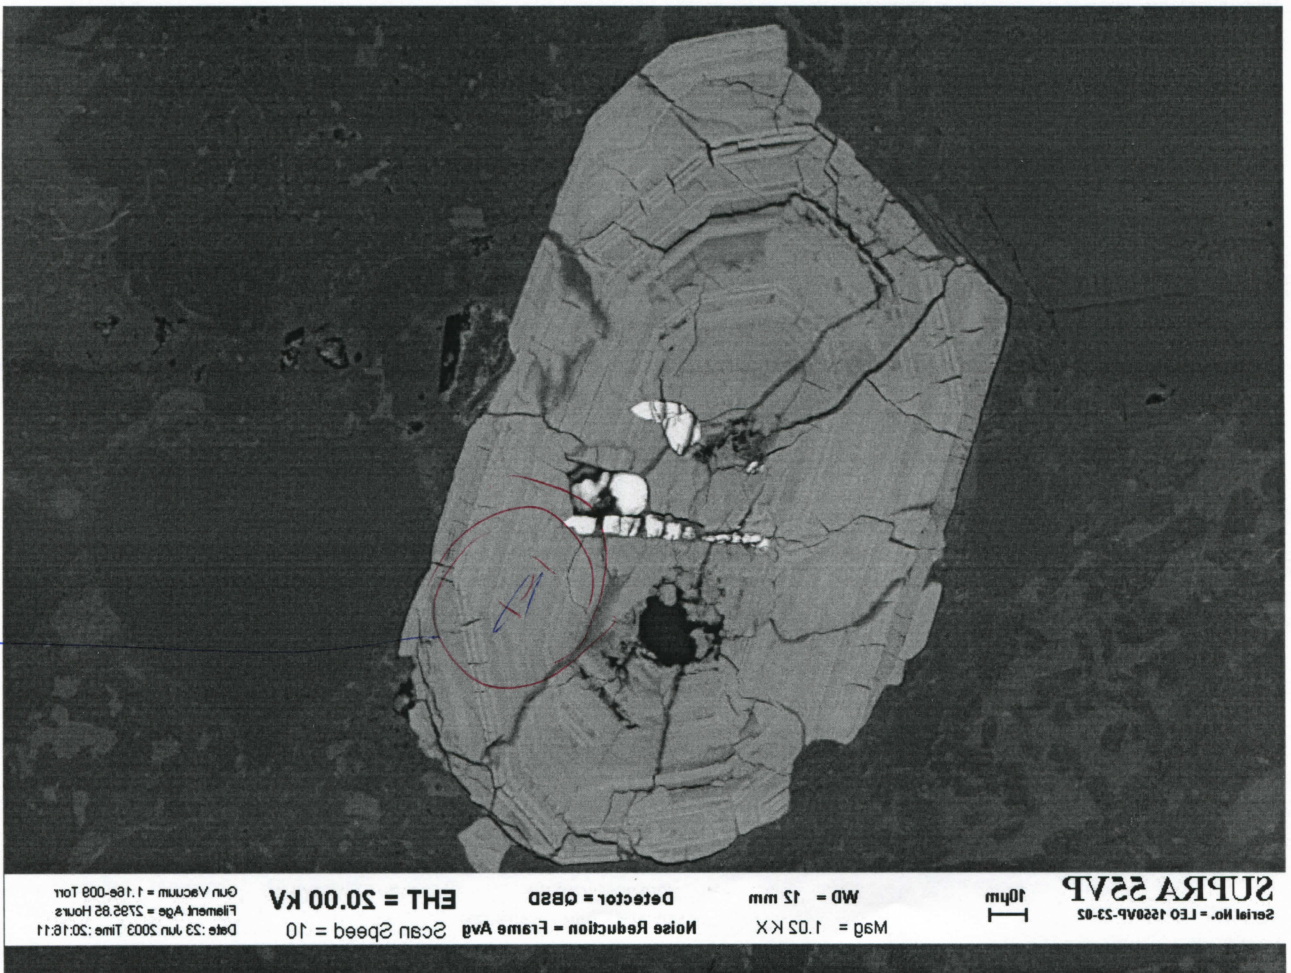 SUPRA 55VP
Serial No. = LEO 1550VP-23-02
10µm
WD = 12 mm
Mag = 1.02 K X
Detector = QBSD
Noise Reduction = Frame Avg
EHT = 20.00 kV
Scan Speed = 10
Gun Vacuum = 1.16e-009 Torr
Filament Age = 2795.85 Hours
Date :23 Jun 2003 Time :20:16:11